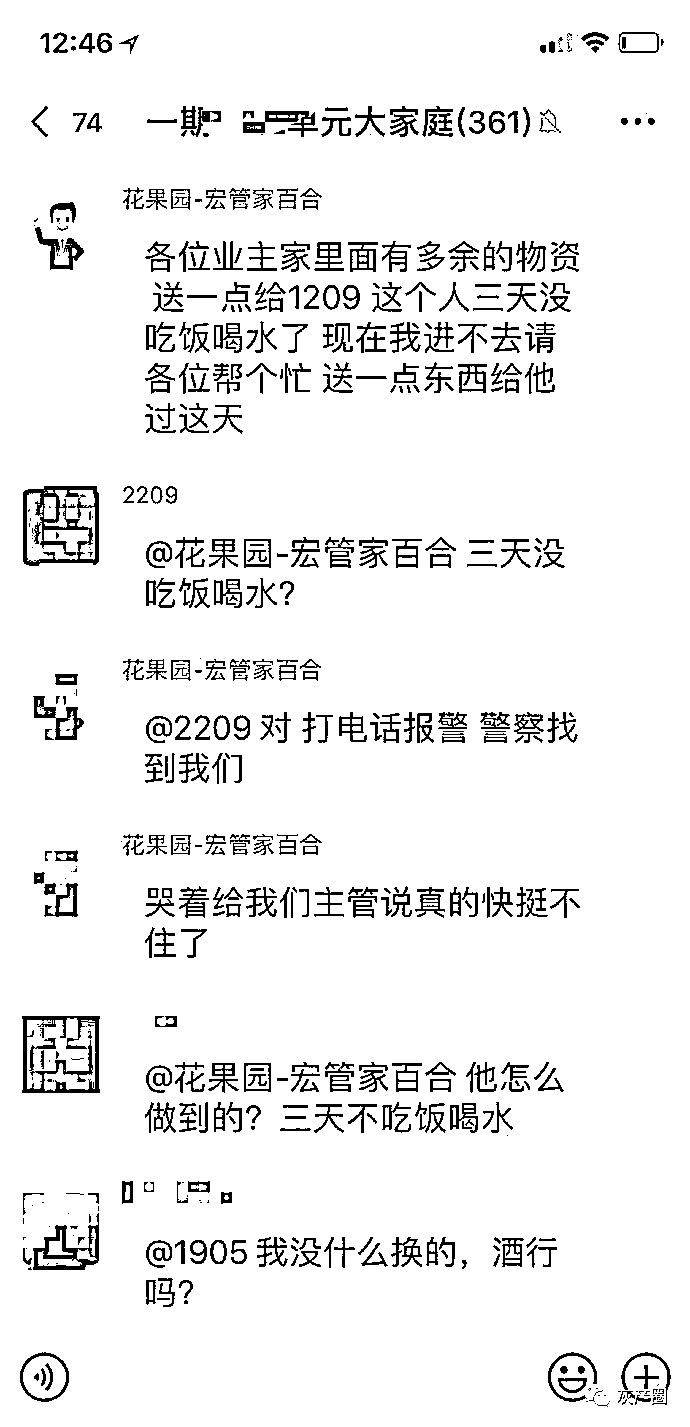 12:46
74 一期 单元大家庭(361)
花果园-宏管家百合
各位业主家里面有多余的物资
送一点给1209 这个人三天没
吃饭喝水了 现在我进不去请
各位帮个忙 送一点东西给他
过这天
2209
@花果园-宏管家百合 三天没
吃饭喝水?
花果园-宏管家百合
@2209 对 打电话报警 警察找
到我们
花果园-宏管家百合
哭着给我们主管说真的快挺不
住了
@花果园-宏管家百合 他怎么
做到的? 三天不吃饭喝水
@1905 我没什么换的，酒行
吗?
灰产圈